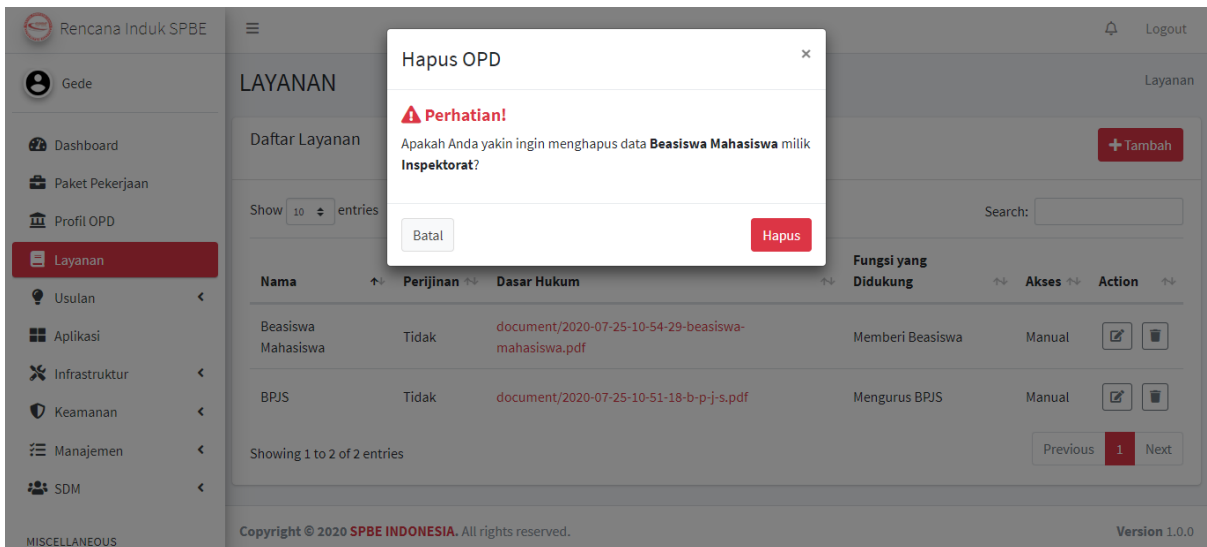 Rencana Induk SPBE
Logout
Gede
LAYANAN
Layanan
Hapus OPD
×
Perhatian!
Apakah Anda yakin ingin menghapus data Beasiswa Mahasiswa milik
Inspektorat?
Batal
Hapus
Dashboard
Paket Pekerjaan
Profil OPD
Layanan
Usulan
Aplikasi
Infrastruktur
Keamanan
Manajemen
SDM
MISCELLANEOUS
Daftar Layanan
Tambah
Show 10 entries
Search:
Nama Perijinan Dasar Hukum Fungsi yang Didukung Akses Action
Beasiswa Mahasiswa Tidak document/2020-07-25-10-54-29-beasiswa-mahasiswa.pdf Memberi Beasiswa Manual
BPJS Tidak document/2020-07-25-10-51-18-b-p-j-s.pdf Mengurus BPJS Manual
Showing 1 to 2 of 2 entries
Previous 1 Next
Copyright © 2020 SPBE INDONESIA. All rights reserved.
Version 1.0.0